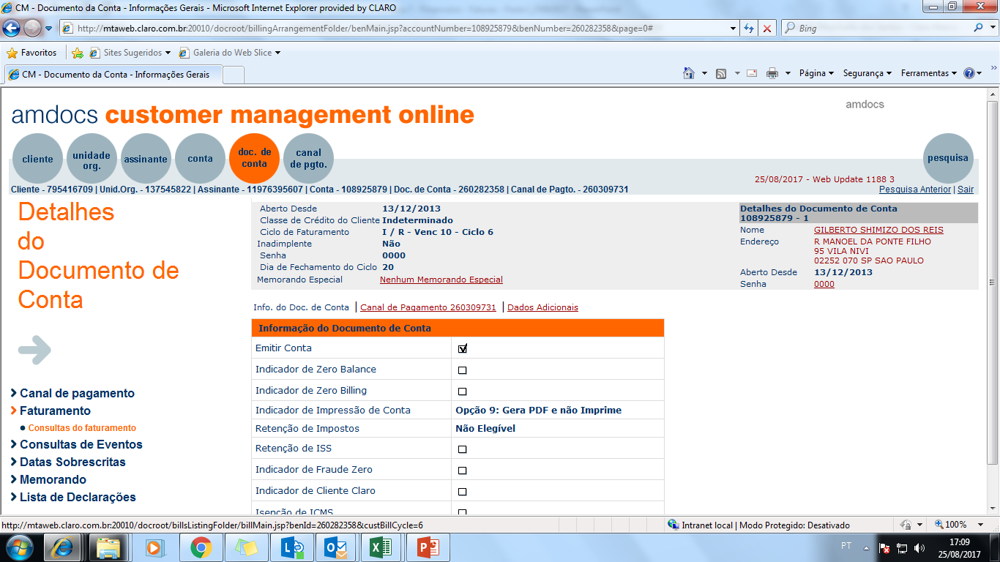 CM - Documento da Conta - Informações Gerais - Microsoft Internet Explorer provided by CLARO
http://mtaweb.claro.com.br:20010/docroot/billingArrangementFolder/benMain.jsp?accountNumber=108925879&benNumber=260282358&page=0#
Bing
Favoritos
Sites Sugeridos
Galeria do Web Slice
CM - Documento da Conta - Informações Gerais
Página
Segurança
Ferramentas
amdocs customer management online
amdocs
cliente
unidade
org.
assinante
conta
doc. de
conta
canal
de pgto.
pesquisa
25/08/2017 - Web Update 1188 3
Cliente - 795416709 | Unid.Org. - 137545822 | Assinante - 11976395607 | Conta - 108925879 | Doc. de Conta - 260282358 | Canal de Pagto. - 260309731
Pesquisa Anterior | Sair
Detalhes
do
Documento de
Conta
Aberto Desde 13/12/2013
Classe de Crédito do Cliente Indeterminado
Ciclo de Faturamento I / R - Venc 10 - Ciclo 6
Inadimplente Não
Senha 0000
Dia de Fechamento do Ciclo 20
Memorando Especial Nenhum Memorando Especial
Detalhes do Documento de Conta
108925879 - 1
Nome GILBERTO SHIMIZO DOS REIS
Endereço R MANOEL DA PONTE FILHO
95 VILA NIVI
02252 070 SP SAO PAULO
Aberto Desde 13/12/2013
Senha 0000
Info. do Doc. de Conta | Canal de Pagamento 260309731 | Dados Adicionais
Informação do Documento de Conta
Emitir Conta
Indicador de Zero Balance
Indicador de Zero Billing
Indicador de Impressão de Conta Opção 9: Gera PDF e não Imprime
Retenção de Impostos Não Elegível
Retenção de ISS
Indicador de Fraude Zero
Indicador de Cliente Claro
Isenção de ICMS
Canal de pagamento
Faturamento
Consultas do faturamento
Consultas de Eventos
Datas Sobrescritas
Memorando
Lista de Declarações
http://mtaweb.claro.com.br:20010/docroot/billsListingFolder/billMain.jsp?benId=260282358&custBillCycle=6
Intranet local | Modo Protegido: Desativado
100%
PT
17:09
25/08/2017